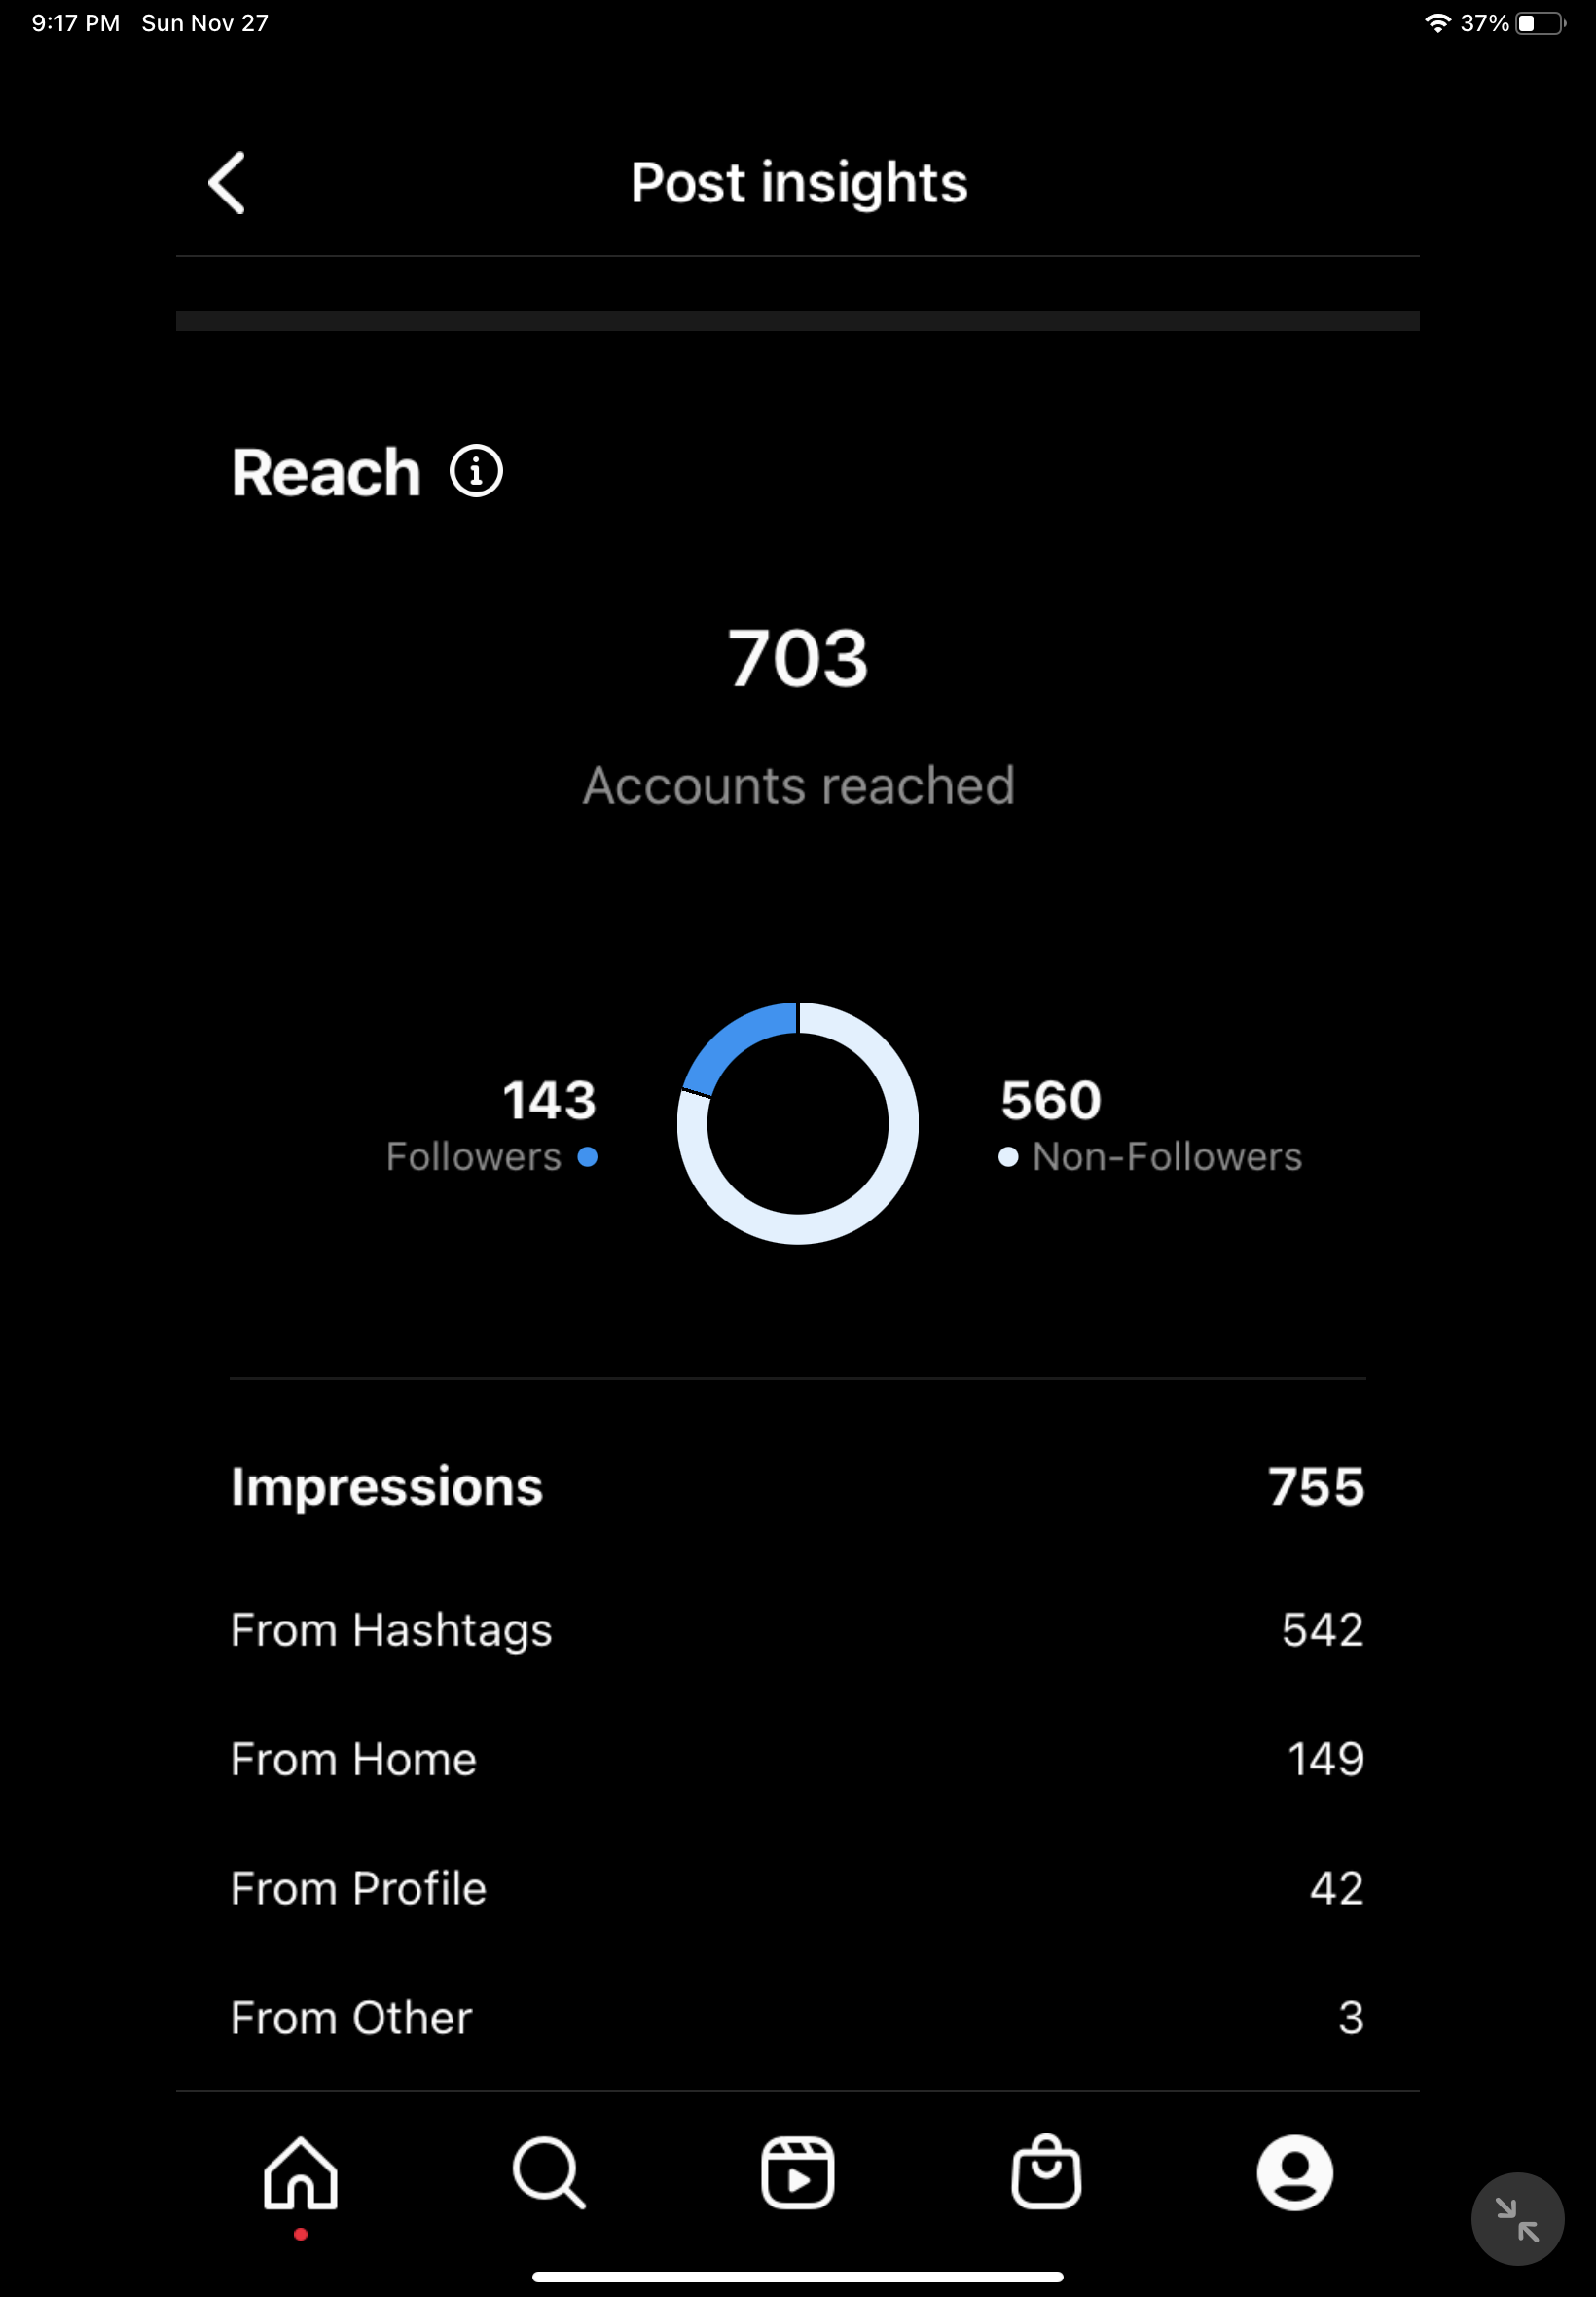 9:17 PM Sun Nov 27 37%
Post insights
Reach
703
Accounts reached
143
Followers
560
Non-Followers
Impressions 755
From Hashtags 542
From Home 149
From Profile 42
From Other 3